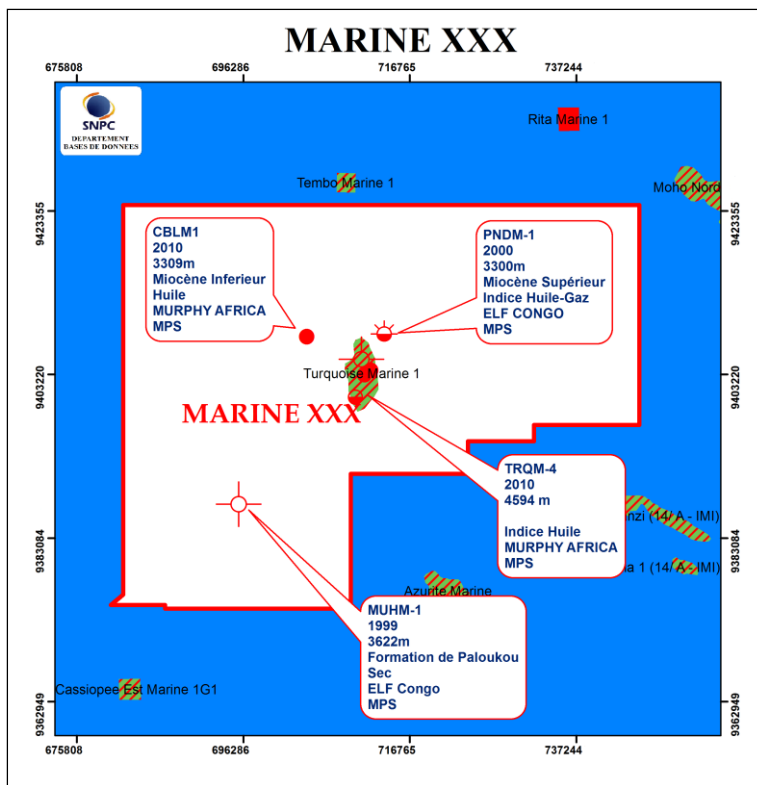 MARINE XXX
675808
696286
716765
737244
SNPC
DEPARTEMENT
BASES DE DONNEES
Rita Marine 1
Tembo Marine 1
Moho Nord
9423355
9423355
CBLM1
2010
3309m
Miocène Inferieur
Huile
MURPHY AFRICA
MPS
PNDM-1
2000
3300m
Miocène Supérieur
Indice Huile-Gaz
ELF CONGO
MPS
9403220
9403220
Turquoise Marine 1
MARINE XXX
TRQM-4
2010
4594 m
Indice Huile
MURPHY AFRICA
MPS
(14/ A - IMI)
9383084
9383084
1 (14/ A - IMI)
Azurite Marine
MUHM-1
1999
3622m
Formation de Paloukou
Sec
ELF Congo
MPS
Cassiopee Est Marine 1G1
9362949
9362949
675808
696286
716765
737244